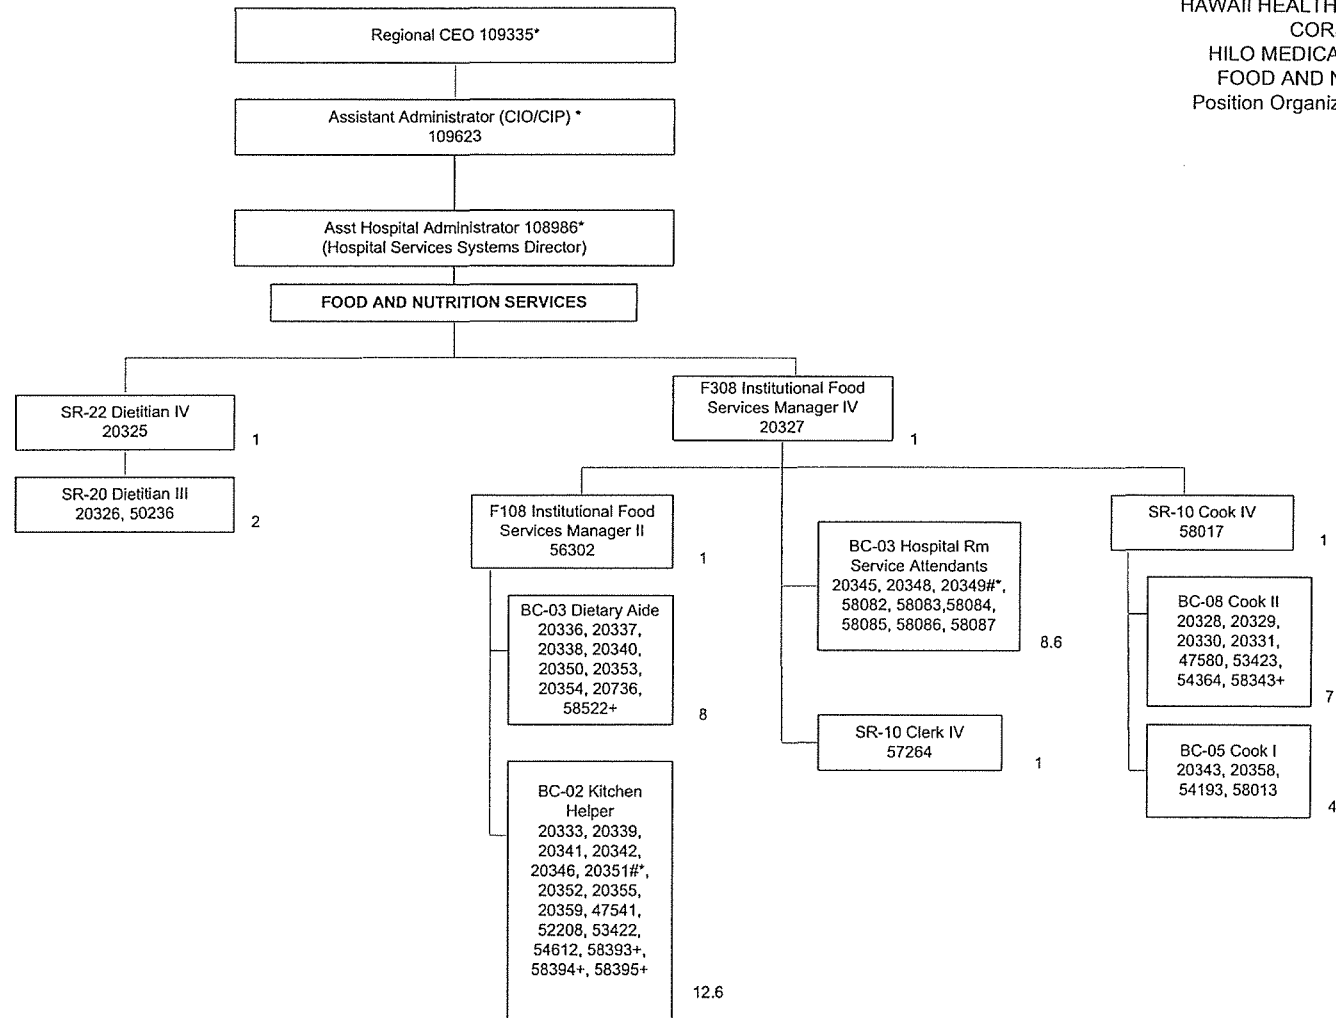 HAWAII HEALTH
COR
HILO MEDICA
FOOD AND N
Position Organiz
Regional CEO 109335*
Assistant Administrator (CIO/CIP) *
109623
Asst Hospital Administrator 108986*
(Hospital Services Systems Director)
FOOD AND NUTRITION SERVICES
SR-22 Dietitian IV
20325
1
SR-20 Dietitian III
20326, 50236
2
F308 Institutional Food
Services Manager IV
20327
1
F108 Institutional Food
Services Manager II
56302
1
BC-03 Dietary Aide
20336, 20337,
20338, 20340,
20350, 20353,
20354, 20736,
58522+
8
BC-02 Kitchen
Helper
20333, 20339,
20341, 20342,
20346, 20351#*,
20352, 20355,
20359, 47541,
52208, 53422,
54612, 58393+,
58394+, 58395+
12.6
BC-03 Hospital Rm
Service Attendants
20345, 20348, 20349#*,
58082, 58083,58084,
58085, 58086, 58087
8.6
SR-10 Clerk IV
57264
1
SR-10 Cook IV
58017
1
BC-08 Cook II
20328, 20329,
20330, 20331,
47580, 53423,
54364, 58343+
7
BC-05 Cook I
20343, 20358,
54193, 58013
4